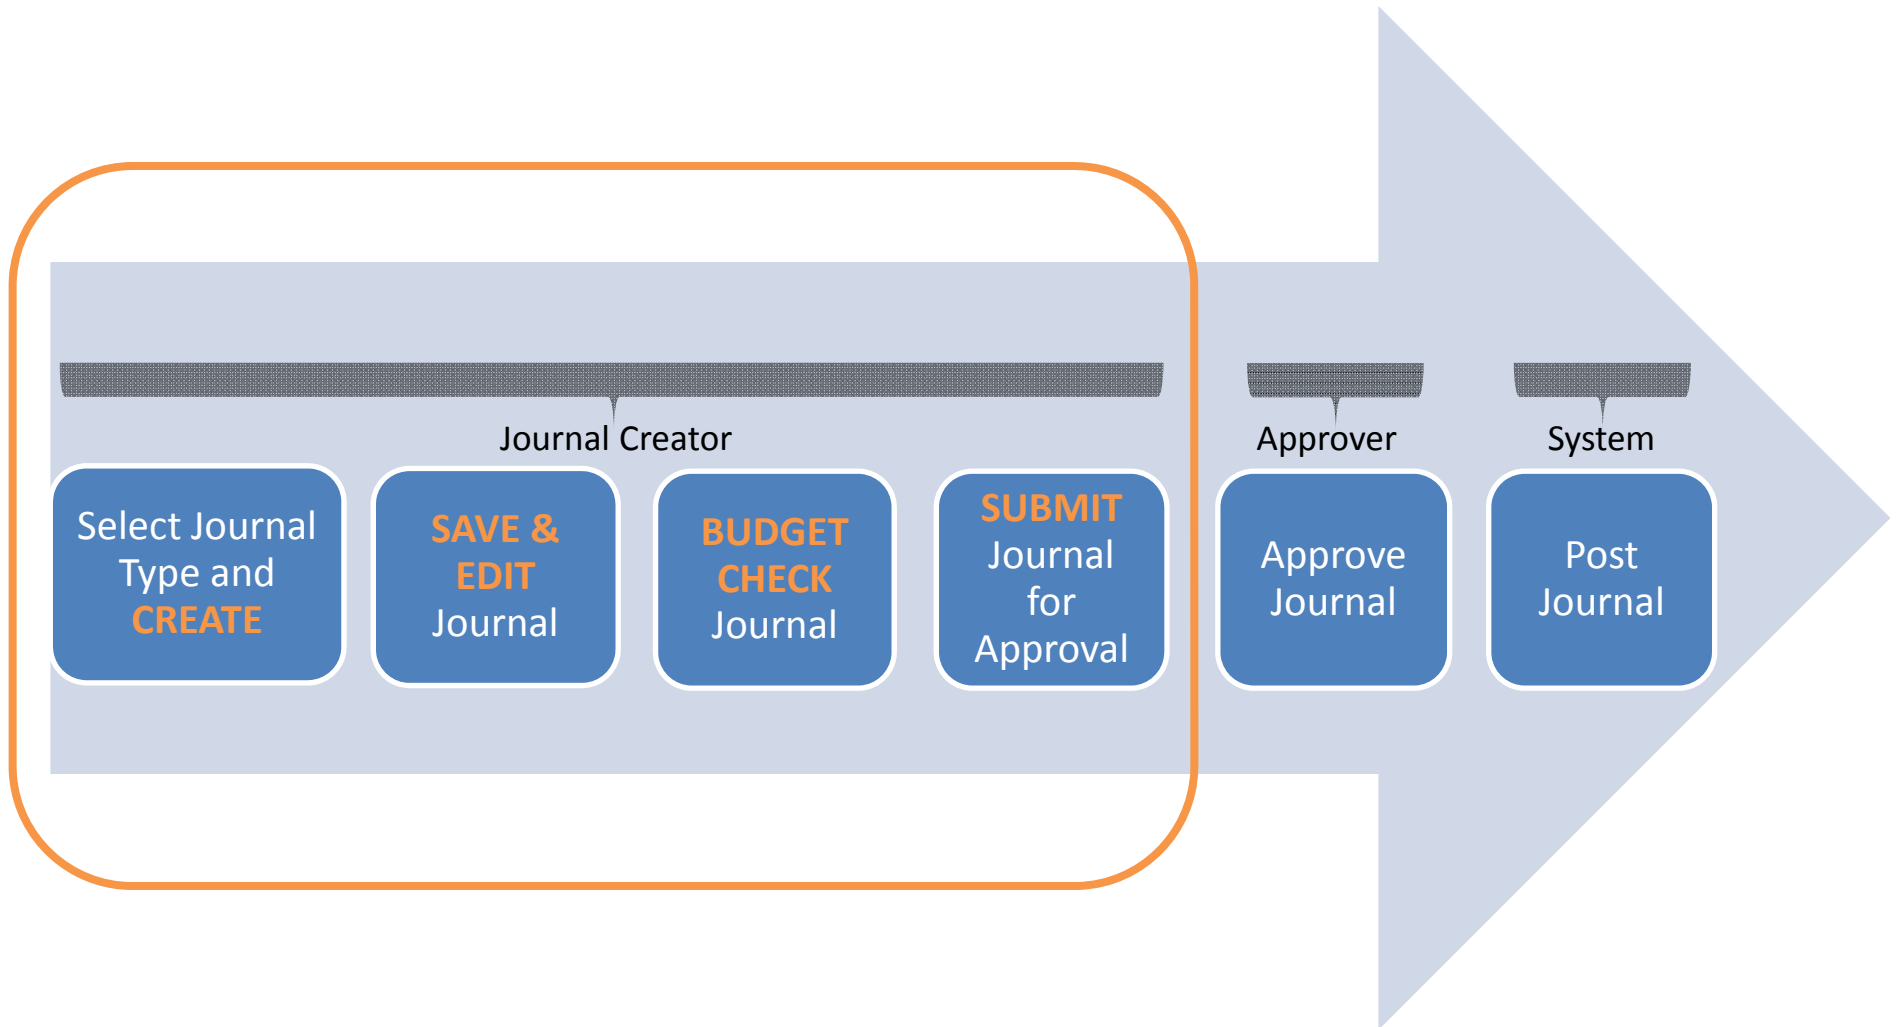 Journal Creator
Approver
System
Select Journal
Type and
CREATE
SAVE &
EDIT
Journal
BUDGET
CHECK
Journal
SUBMIT
Journal
for
Approval
Approve
Journal
Post
Journal